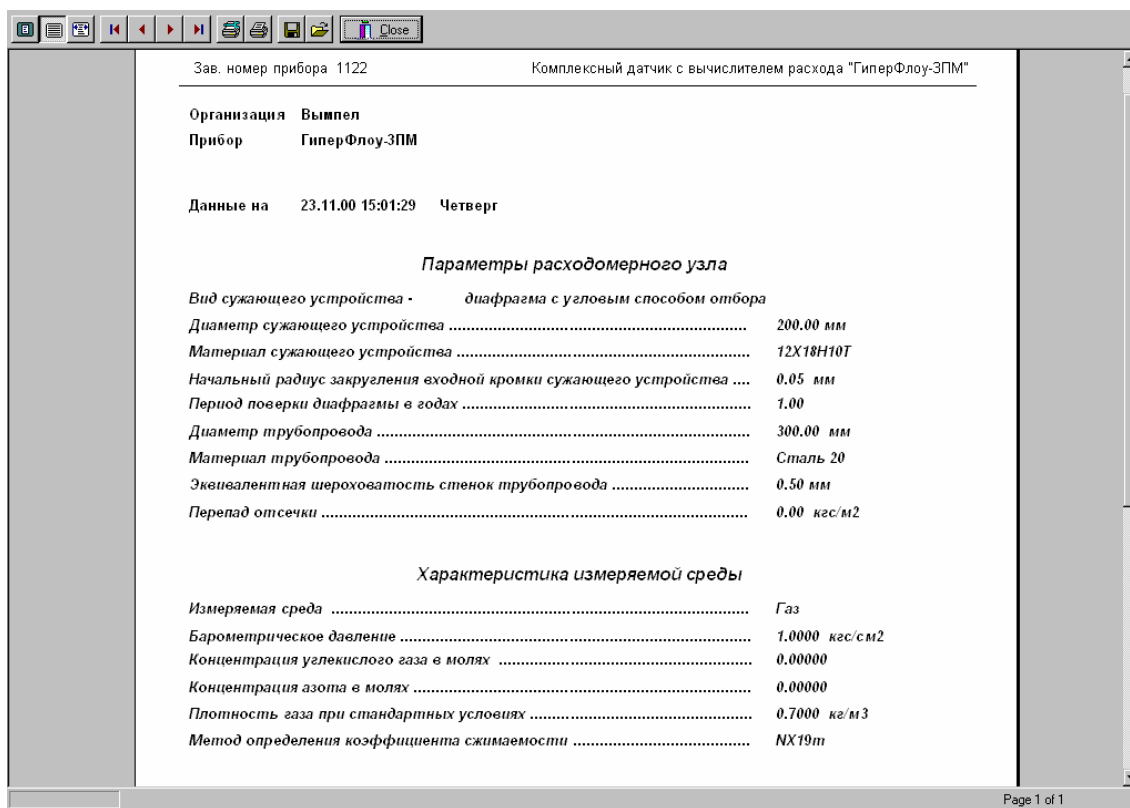 Close
Зав. номер прибора 1122 Комплексный датчик с вычислителем расхода "ГиперФлоу-3ПМ"
Организация Вымпел
Прибор ГиперФлоу-3ПМ
Данные на 23.11.00 15:01:29 Четверг
Параметры расходомерного узла
Вид сужающего устройства - диафрагма с угловым способом отбора
Диаметр сужающего устройства ........ 200.00 мм
Материал сужающего устройства ........ 12Х18Н10Т
Начальный радиус закругления входной кромки сужающего устройства .... 0.05 мм
Период поверки диафрагмы в годах ........ 1.00
Диаметр трубопровода ........ 300.00 мм
Материал трубопровода ........ Сталь 20
Эквивалентная шероховатость стенок трубопровода ........ 0.50 мм
Перепад отсечки ........ 0.00 кгс/м2
Характеристика измеряемой среды
Измеряемая среда ........ Газ
Барометрическое давление ........ 1.0000 кгс/см2
Концентрация углекислого газа в молях ........ 0.00000
Концентрация азота в молях ........ 0.00000
Плотность газа при стандартных условиях ........ 0.7000 кг/м3
Метод определения коэффициента сжимаемости ........ NX19m
Page 1 of 1